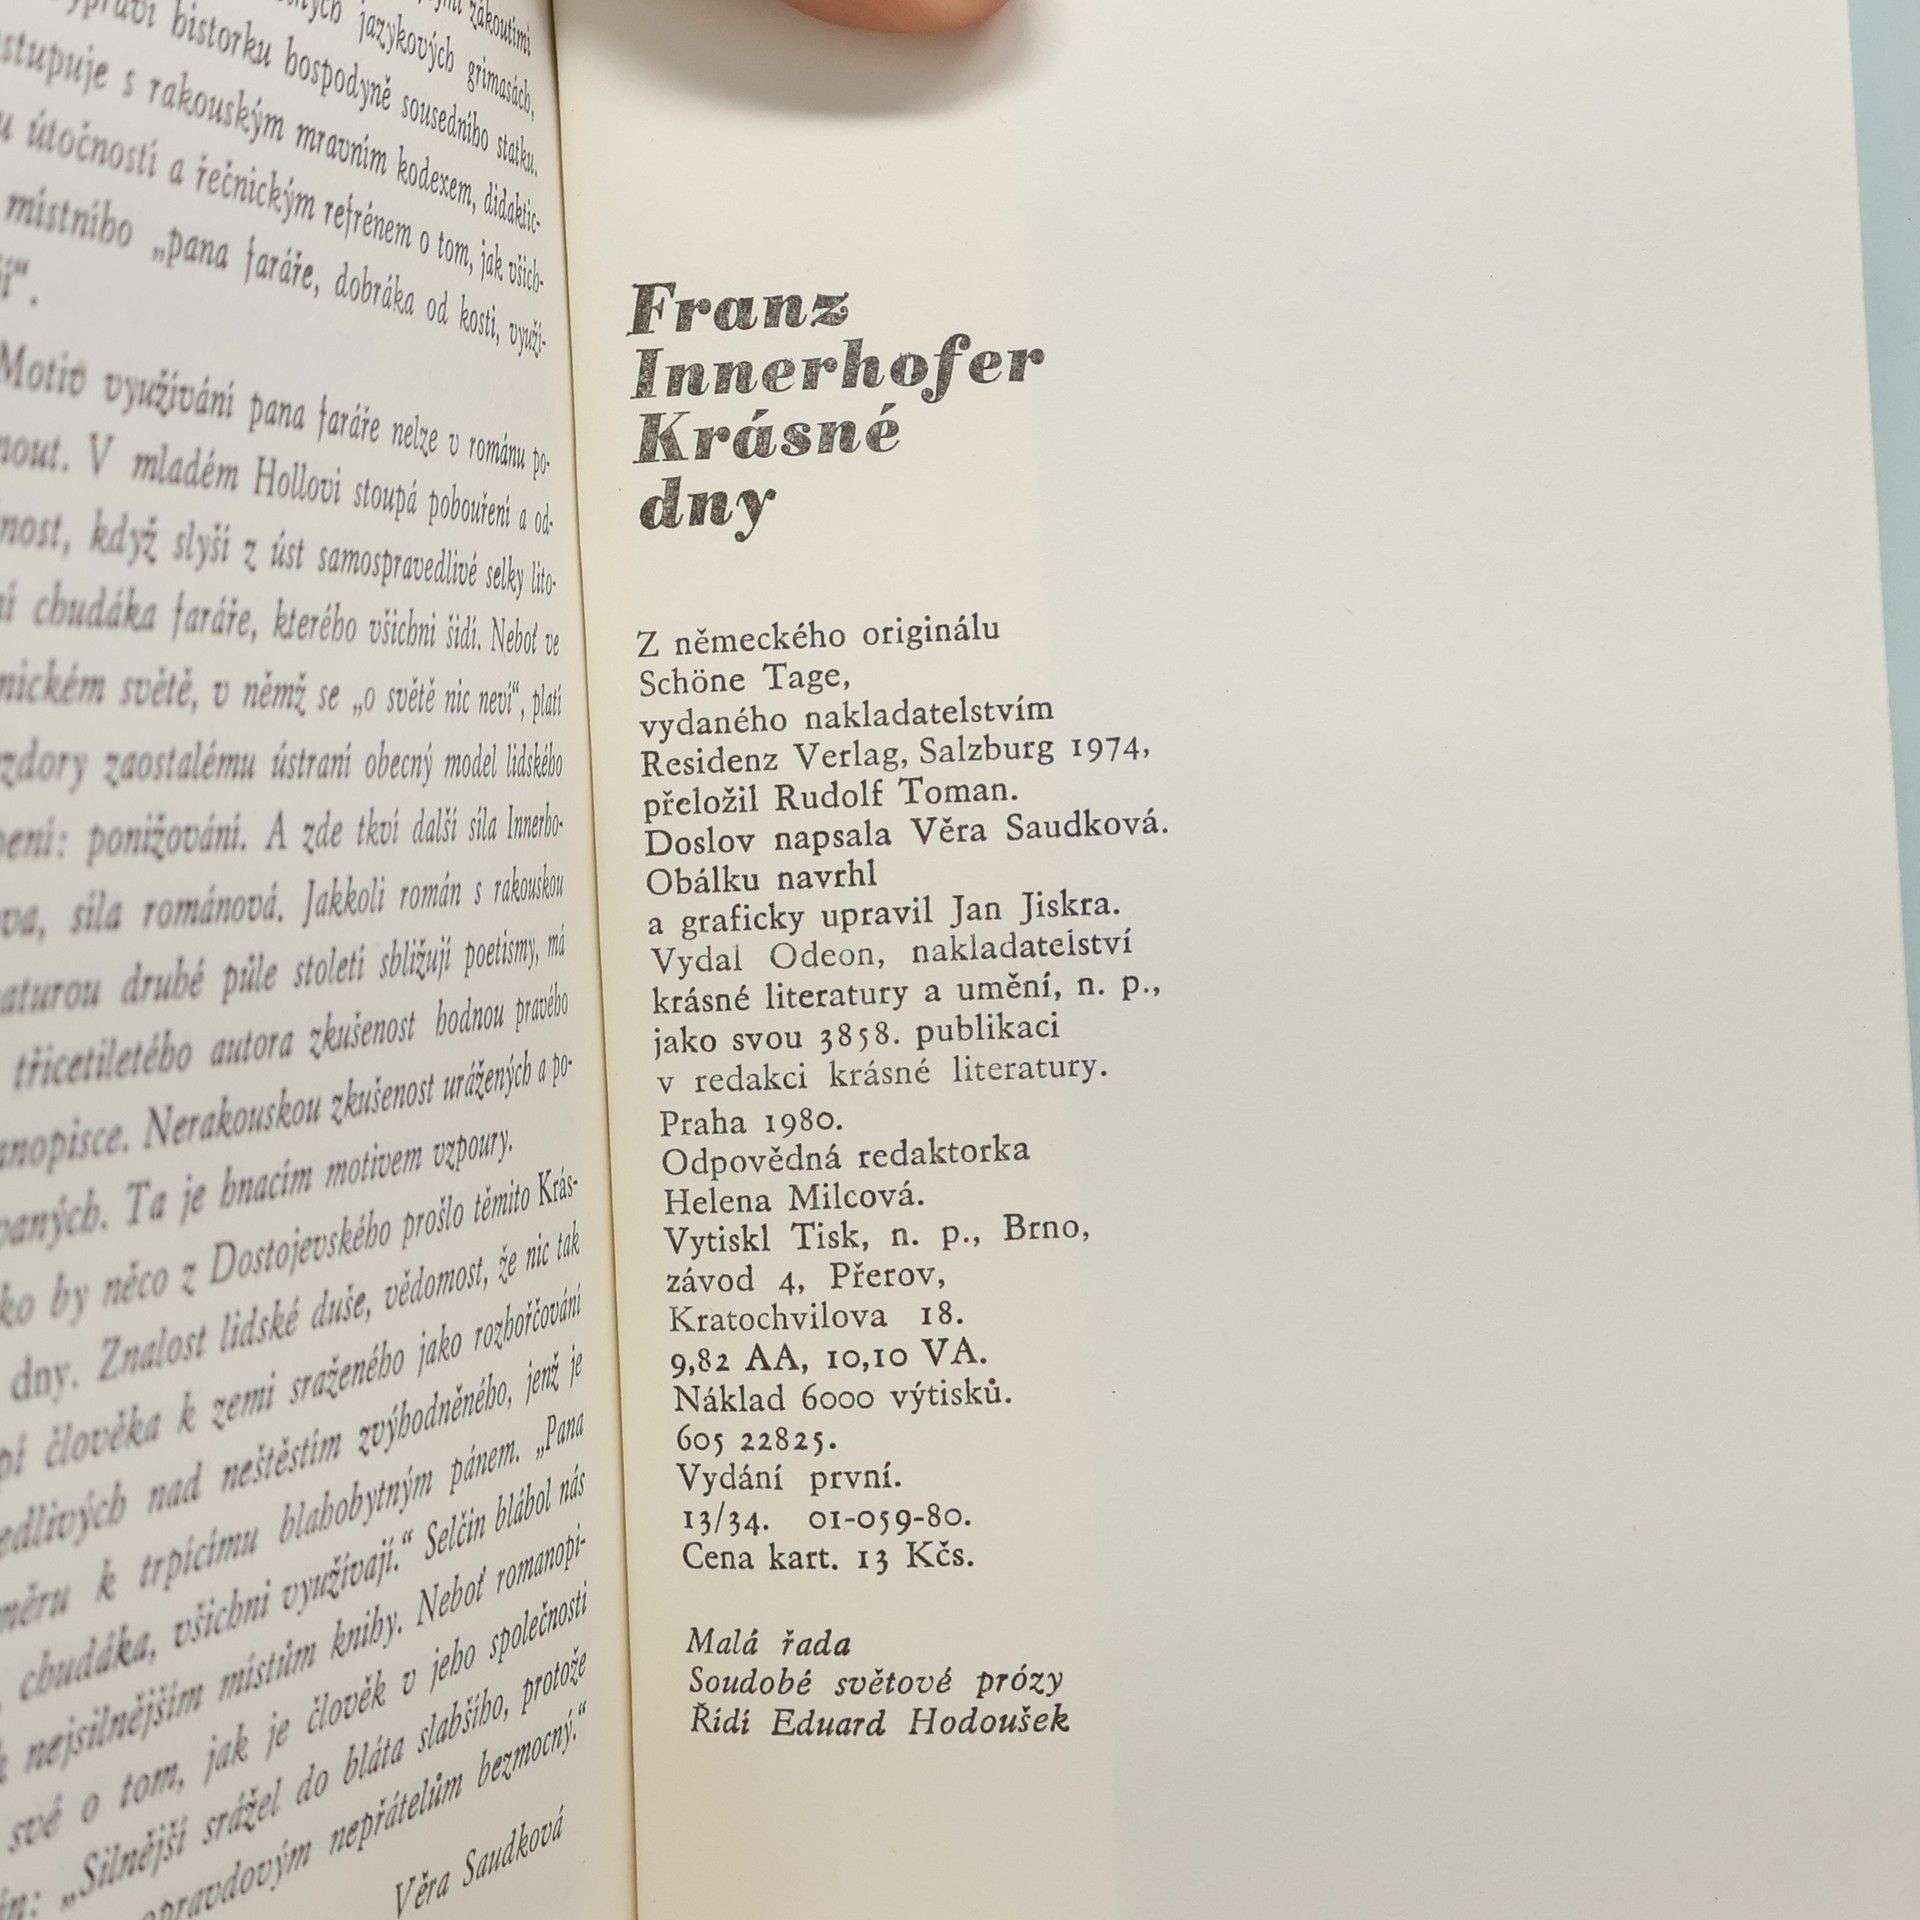 zákoutími
jazykových grimasách,
historku hospodyně sousedního statku.
s rakouským mravním kodexem, didaktic-
útočností a řečnickým refrénem o tom, jak všich-
místního „pana faráře, dobráka od kosti, využí-
Motiv využívání pana faráře nelze v románu po-
V mladém Hollovi stoupá pobouření a od-
když slyší z úst samospravedlivé selky lito-
chudáka faráře, kterého všichni šidí. Neboť ve
světě, v němž se „o světě nic neví“, platí
zaostalému ústraní obecný model lidského
ponižování. A zde tkví další síla Innerho-
síla románová. Jakkoli román s rakouskou
druhé půle století sbližují poetismy, má
třicetiletého autora zkušenost hodnou pravého
Nerakouskou zkušenost urážených a po-
Ta je hnacím motivem vzpoury.
by něco z Dostojevského prošlo těmito Krás-
dny. Znalost lidské duše, vědomost, že nic tak
člověka k zemi sraženého jako rozhořčování
nad neštěstím zvýhodněného, jenž je
k trpícímu blahobytným pánem. „Pana
chudáka, všichni využívají.“ Selčin blábol nás
nejsilnějším místům knihy. Neboť romanopi-
své o tom, jak je člověk v jeho společnosti
„Silnější srážel do bláta slabšího, protože
opravdovým nepřátelům bezmocný.“
Věra Saudková
Franz
Innerhofer
Krásné
dny
Z německého originálu
Schöne Tage,
vydaného nakladatelstvím
Residenz Verlag, Salzburg 1974,
přeložil Rudolf Toman.
Doslov napsala Věra Saudková.
Obálku navrhl
a graficky upravil Jan Jiskra.
Vydal Odeon, nakladatelství
krásné literatury a umění, n. p.,
jako svou 3858. publikaci
v redakci krásné literatury.
Praha 1980.
Odpovědná redaktorka
Helena Milcová.
Vytiskl Tisk, n. p., Brno,
závod 4, Přerov,
Kratochvilova 18.
9,82 AA, 10,10 VA.
Náklad 6000 výtisků.
605 22825.
Vydání první.
13/34. 01-059-80.
Cena kart. 13 Kčs.
Malá řada
Soudobé světové prózy
Řídí Eduard Hodoušek